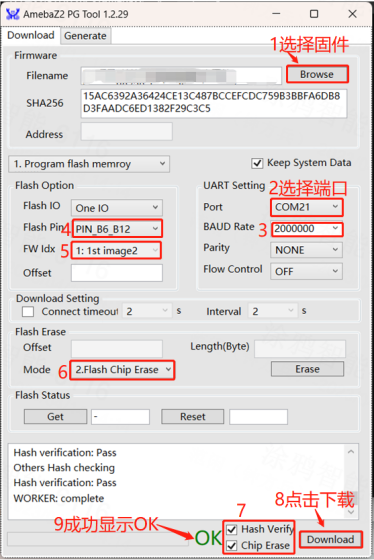 AmebaZ2 PG Tool 1.2.29
Download Generate
1选择固件
Firmware
Filename Browse
SHA256 15AC6392A36424CE13C487BCCEFCDC759B3BBFA6DB8
D3FAADC6ED1382F29C3C5
Address
1. Program flash memroy Keep System Data
Flash Option UART Setting
2选择端口
Flash IO One IO Port COM21
Flash Pin 4 PIN_B6_B12 BAUD Rate 3 2000000
FW Idx 5 1: 1st image2 Parity NONE
Offset Flow Control OFF
Download Setting
Connect timeout 2 s Interval 2 s
Flash Erase
Offset Length(Byte)
Mode 6 2.Flash Chip Erase Erase
Flash Status
Get - Reset
Hash verification: Pass
Others Hash checking
Hash verification: Pass
WORKER: complete
7 8点击下载
9成功显示OK OK Hash Verify
Chip Erase Download